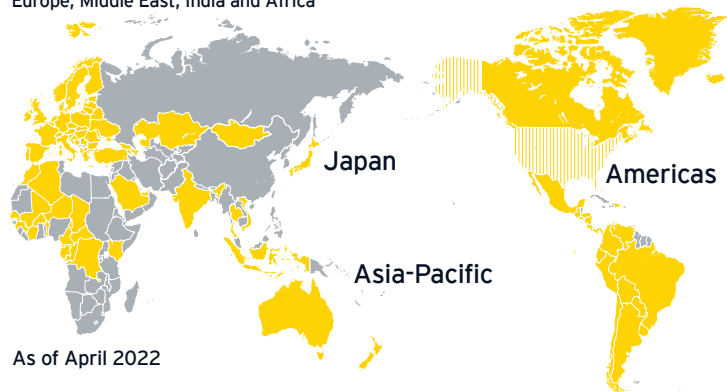 Europe, Middle East, India and Africa
Japan
Americas
Asia-Pacific
As of April 2022